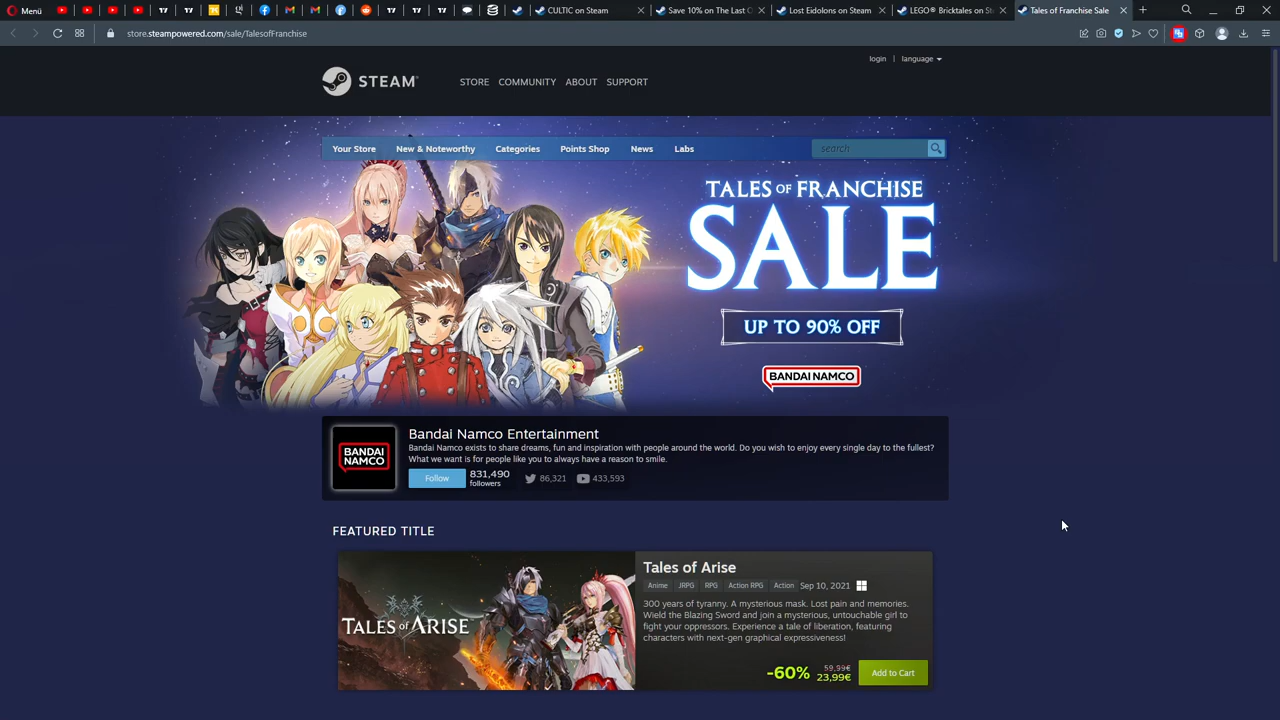 Menü
CULTIC on Steam
Save 10% on The Last O
Lost Eidolons on Steam
LEGO® Bricktales on St
Tales of Franchise Sale
store.steampowered.com/sale/TalesofFranchise
login | language
STEAM®
STORE COMMUNITY ABOUT SUPPORT
Your Store New & Noteworthy Categories Points Shop News Labs search
TALES OF FRANCHISE
SALE
UP TO 90% OFF
BANDAI NAMCO
BANDAI NAMCO
Bandai Namco Entertainment
Bandai Namco exists to share dreams, fun and inspiration with people around the world. Do you wish to enjoy every single day to the fullest?
What we want is for people like you to always have a reason to smile.
Follow 831,490 followers 86,321 433,593
FEATURED TITLE
TALES OF ARISE
Tales of Arise
Anime JRPG RPG Action RPG Action Sep 10, 2021
300 years of tyranny. A mysterious mask. Lost pain and memories.
Wield the Blazing Sword and join a mysterious, untouchable girl to
fight your oppressors. Experience a tale of liberation, featuring
characters with next-gen graphical expressiveness!
-60% 59,99€ 23,99€ Add to Cart